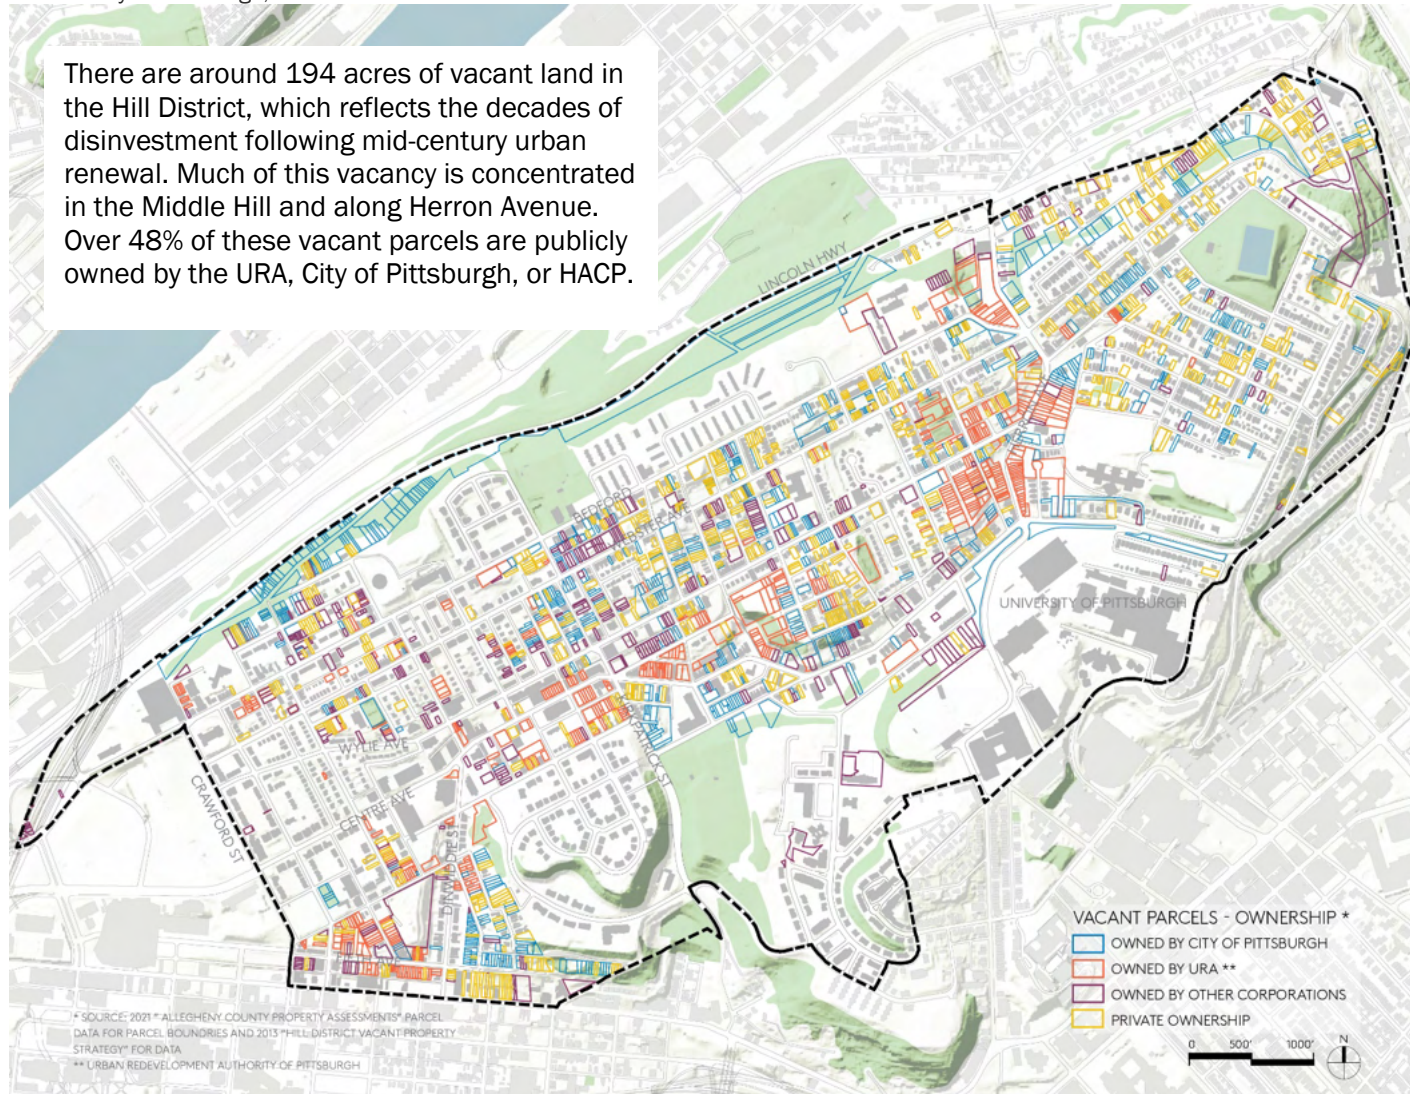 There are around 194 acres of vacant land in
the Hill District, which reflects the decades of
disinvestment following mid-century urban
renewal. Much of this vacancy is concentrated
in the Middle Hill and along Herron Avenue.
Over 48% of these vacant parcels are publicly
owned by the URA, City of Pittsburgh, or HACP.
LINCOLN HWY
BEDFORD
WEBSTER AVE
UNIVERSITY OF PITTSBURGH
KIRKPATRICK ST
WYLIE AVE
CRAWFORD ST
CENTRE AVE
DINWIDDIE ST
VACANT PARCELS - OWNERSHIP *
OWNED BY CITY OF PITTSBURGH
OWNED BY URA **
OWNED BY OTHER CORPORATIONS
PRIVATE OWNERSHIP
0 500' 1000'
N
* SOURCE: 2021 " ALLEGHENY COUNTY PROPERTY ASSESSMENTS" PARCEL
DATA FOR PARCEL BOUNDRIES AND 2013 "HILL DISTRICT VACANT PROPERTY
STRATEGY" FOR DATA
** URBAN REDEVELOPMENT AUTHORITY OF PITTSBURGH